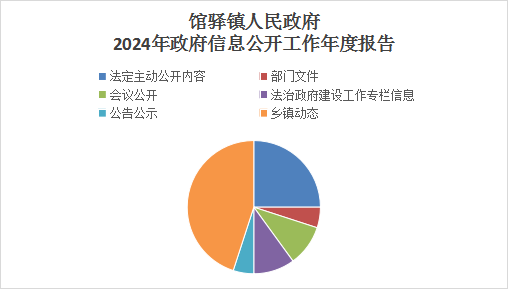 馆驿镇人民政府
2024年政府信息公开工作年度报告
法定主动公开内容 部门文件
会议公开 法治政府建设工作专栏信息
公告公示 乡镇动态